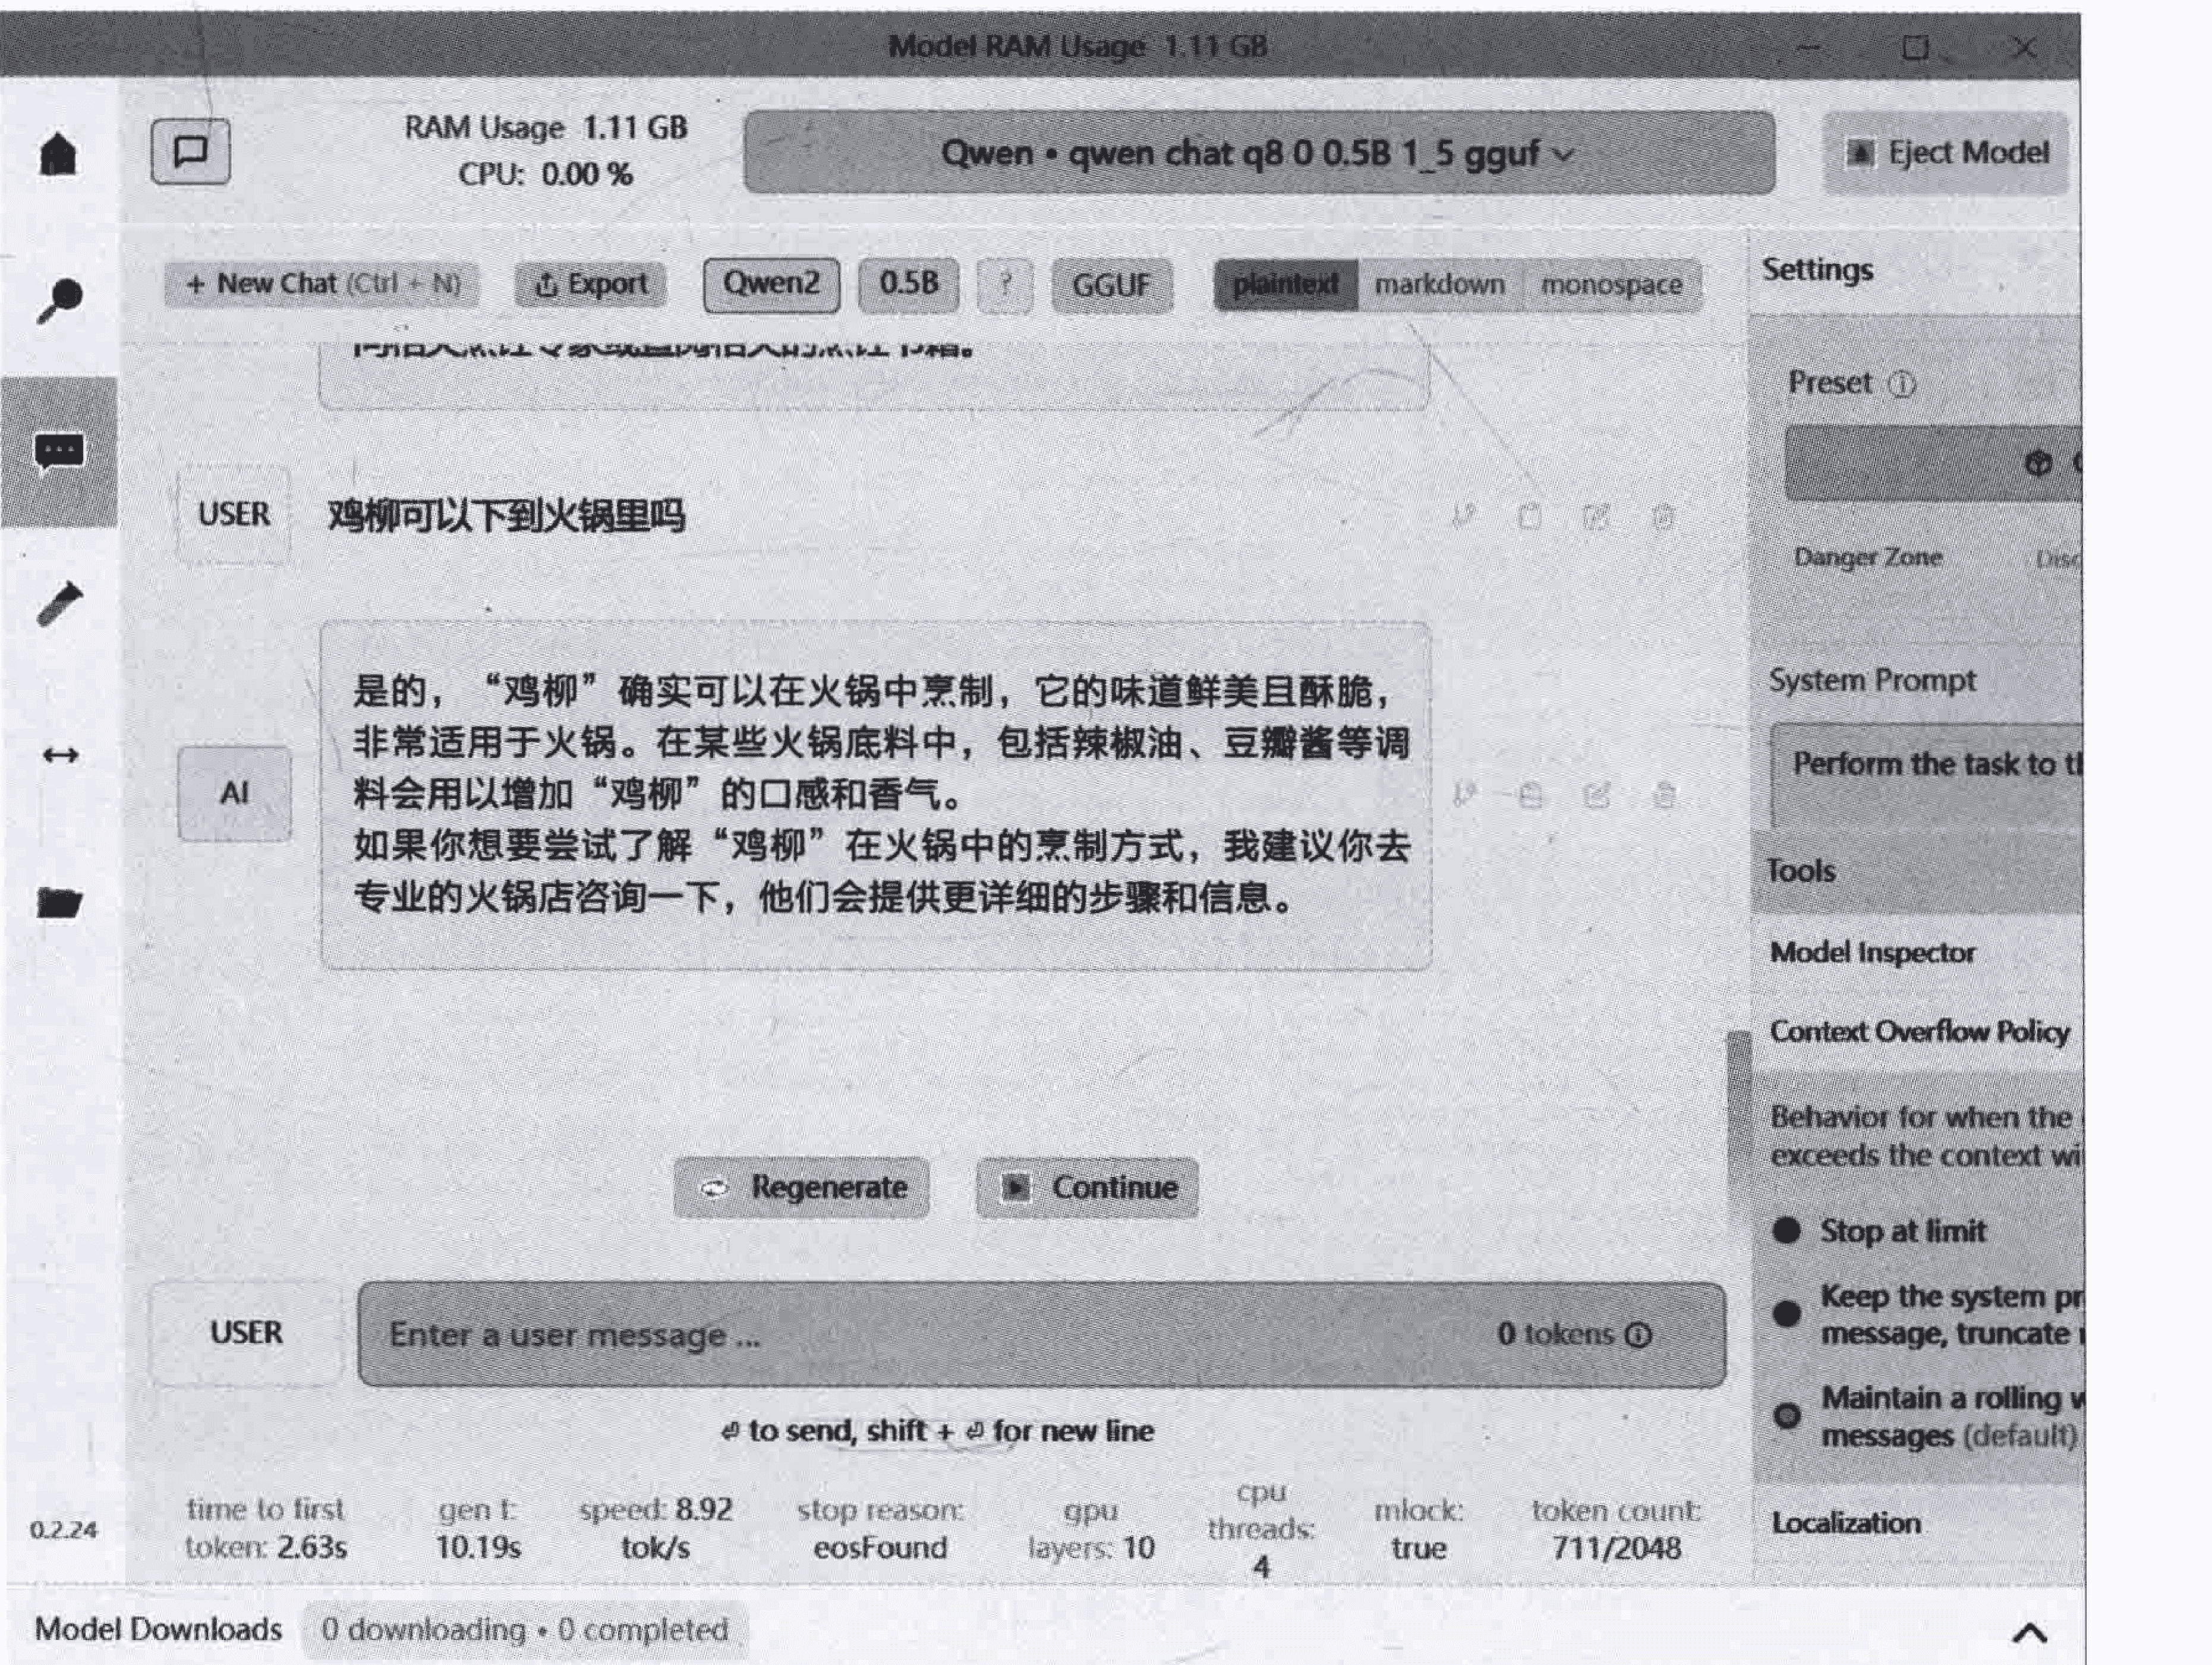 Model RAM Usage 1.11 GB
RAM Usage 1.11 GB
CPU: 0.00 %
Qwen • qwen chat q8 0 0.5B 1_5 gguf
Eject Model
+ New Chat (Ctrl + N)
Export
Qwen2
0.5B
?
GGUF
plaintext
markdown
monospace
Settings
Preset
USER
鸡柳可以下到火锅里吗
Danger Zone
Disc
AI
是的，“鸡柳”确实可以在火锅中烹制，它的味道鲜美且酥脆，
非常适用于火锅。在某些火锅底料中，包括辣椒油、豆瓣酱等调
料会用以增加“鸡柳”的口感和香气。
如果你想要尝试了解“鸡柳”在火锅中的烹制方式，我建议你去
专业的火锅店咨询一下，他们会提供更详细的步骤和信息。
System Prompt
Perform the task to
Tools
Model Inspector
Context Overflow Policy
Behavior for when the
exceeds the context
Stop at limit
Keep the system
message, truncate
Maintain a rolling
messages (default)
Localization
Regenerate
Continue
USER
Enter a user message ...
0 tokens
⏎ to send, shift + ⏎ for new line
0.2.24
time to first
token: 2.63s
gen t:
10.19s
speed: 8.92
tok/s
stop reason:
eosFound
gpu
layers: 10
cpu
threads:
4
mlock:
true
token count:
711/2048
Model Downloads
0 downloading • 0 completed